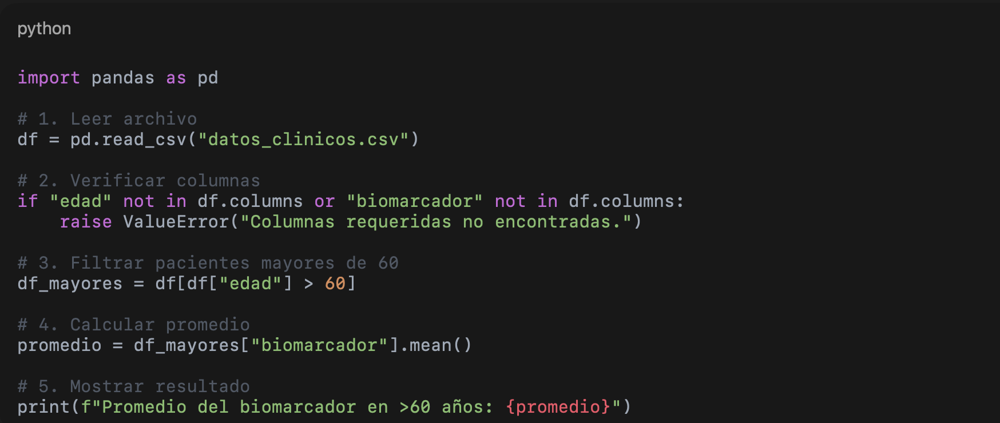 python
import pandas as pd
# 1. Leer archivo
df = pd.read_csv("datos_clinicos.csv")
# 2. Verificar columnas
if "edad" not in df.columns or "biomarcador" not in df.columns:
    raise ValueError("Columnas requeridas no encontradas.")
# 3. Filtrar pacientes mayores de 60
df_mayores = df[df["edad"] > 60]
# 4. Calcular promedio
promedio = df_mayores["biomarcador"].mean()
# 5. Mostrar resultado
print(f"Promedio del biomarcador en >60 años: {promedio}")